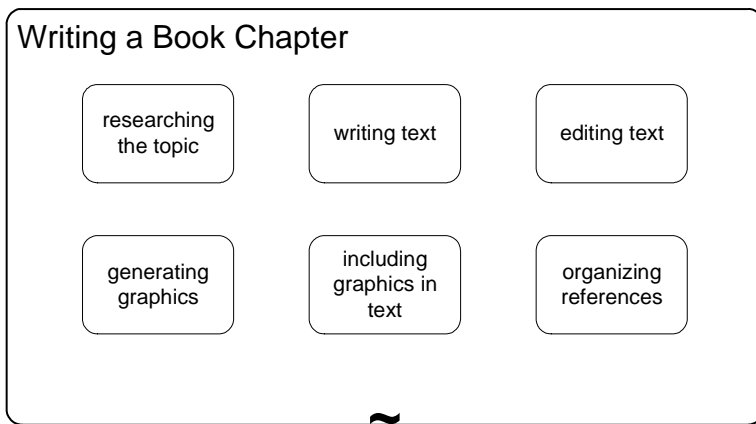 Writing a Book Chapter
researching
the topic
writing text
editing text
generating
graphics
including
graphics in
text
organizing
references
~